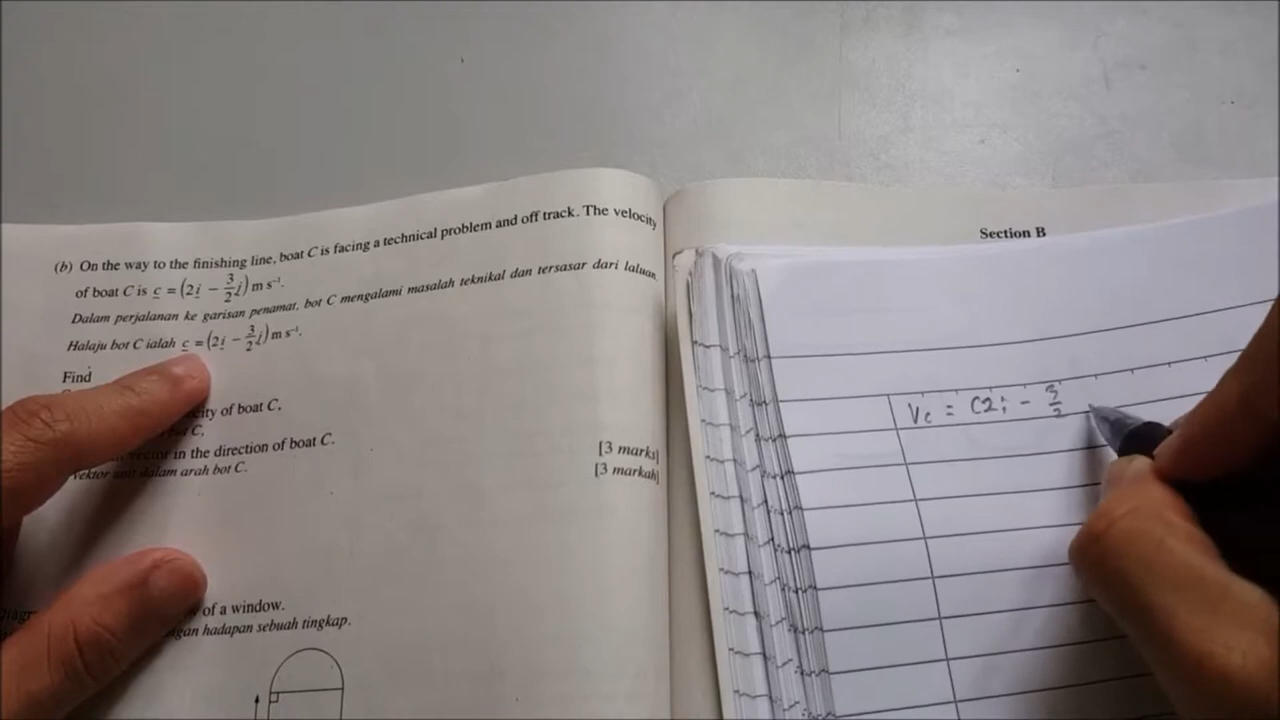 (b) On the way to the finishing line, boat C is facing a technical problem and off track. The velocity
of boat C is c = (2i − 3/2 j) m s⁻¹.
Dalam perjalanan ke garisan penamat, bot C mengalami masalah teknikal dan tersasar dari laluan.
Halaju bot C ialah c = (2i − 3/2 j) m s⁻¹.
Find
of boat C,
C,
vector in the direction of boat C.
[3 marks]
vektor unit dalam arah bot C.
[3 markah]
of a window.
hadapan sebuah tingkap.
Section B
Vc = (2i − 3/2